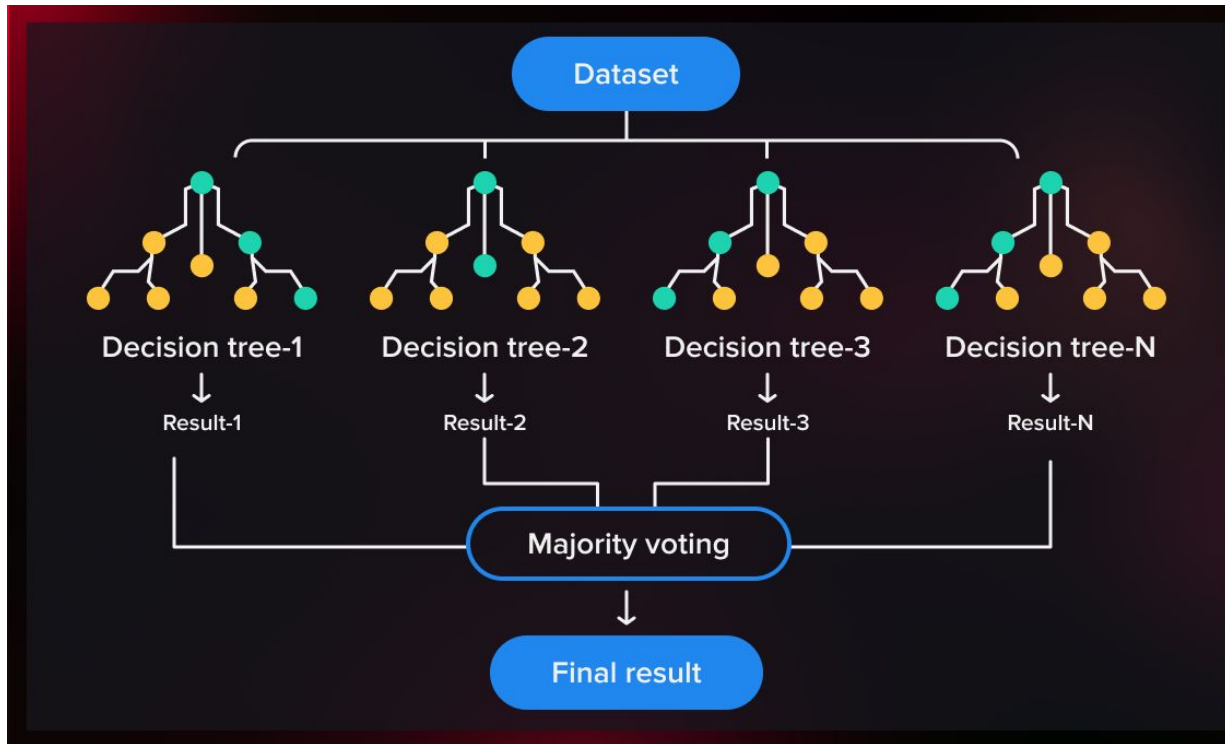 Dataset
Decision tree-1
Decision tree-2
Decision tree-3
Decision tree-N
Result-1
Result-2
Result-3
Result-N
Majority voting
Final result